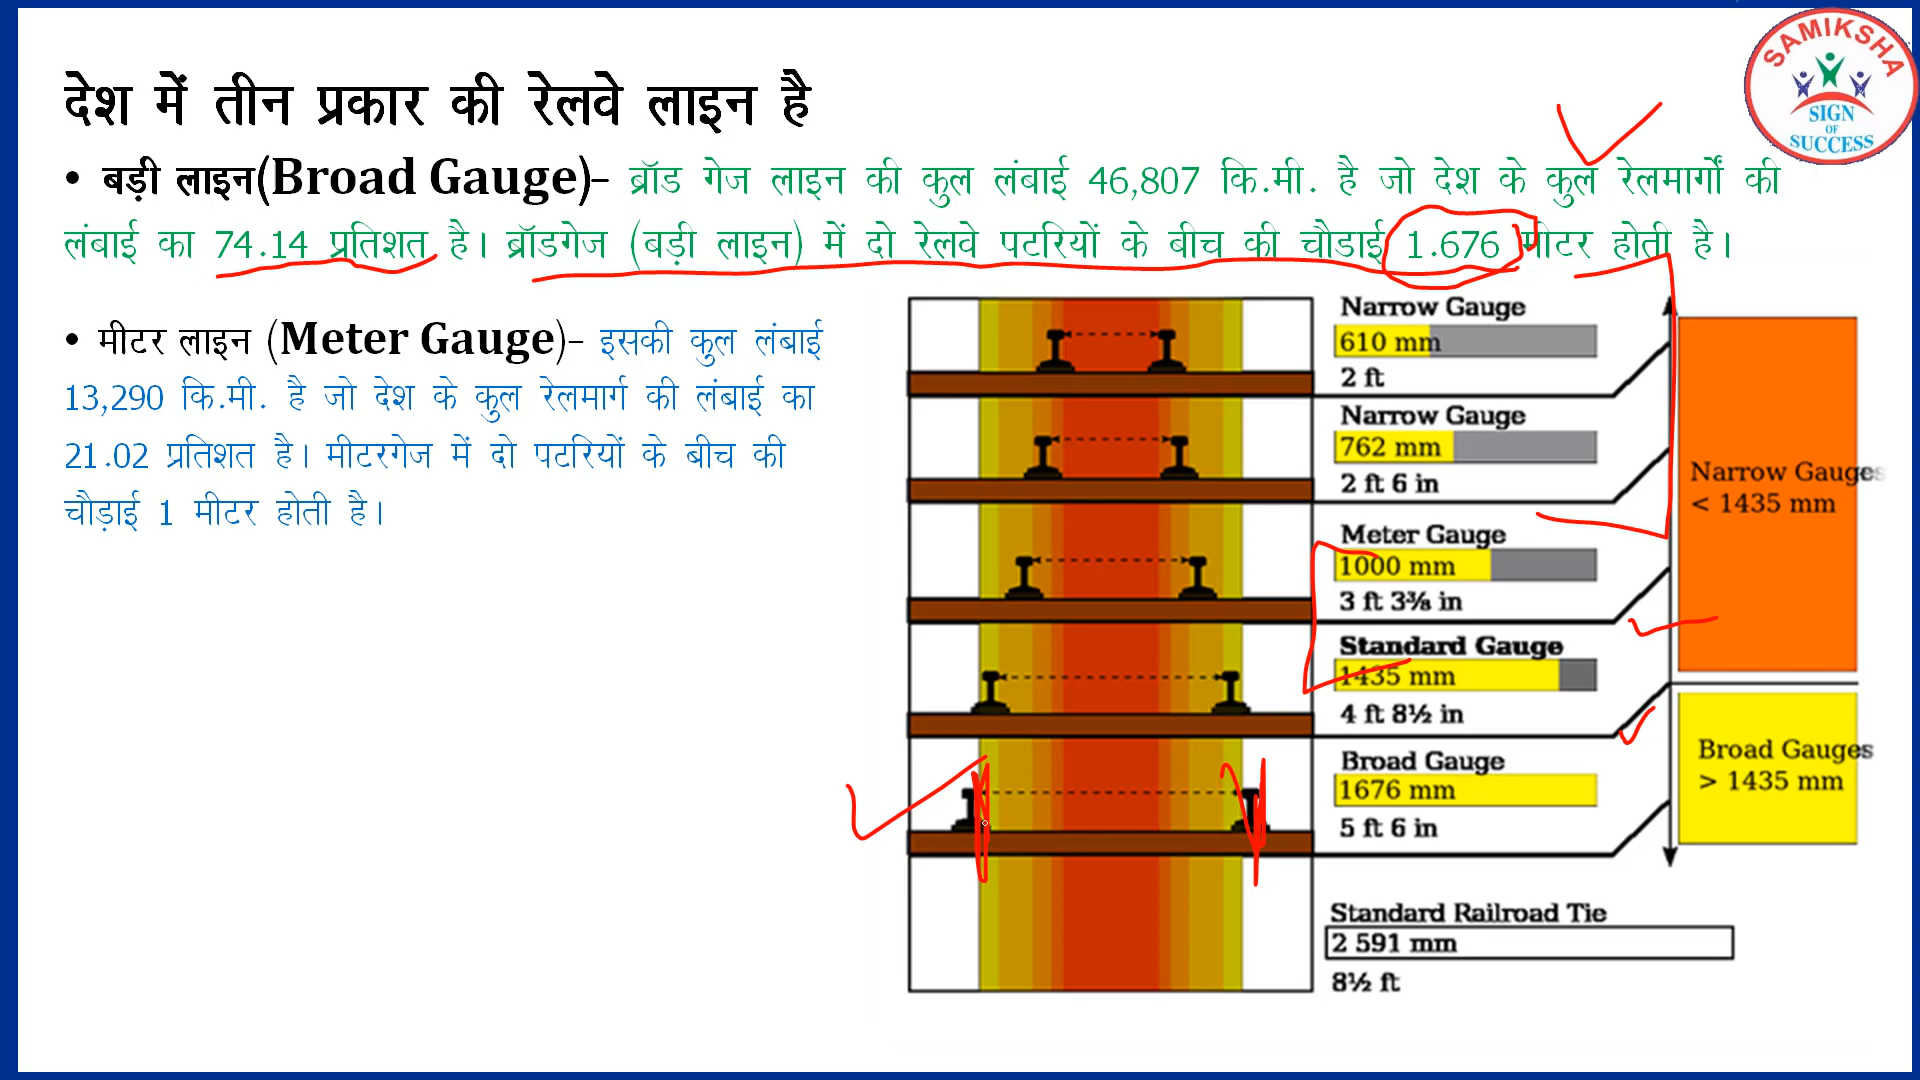 SAMIKSHA
SIGN
OF
SUCCESS
देश में तीन प्रकार की रेलवे लाइन है
• बड़ी लाइन(Broad Gauge)– ब्रॉड गेज लाइन की कुल लंबाई 46,807 कि.मी. है जो देश के कुल रेलमार्गों की
लंबाई का 74.14 प्रतिशत है। ब्रॉडगेज (बड़ी लाइन) में दो रेलवे पटरियों के बीच की चौडाई 1.676 मीटर होती है।
• मीटर लाइन (Meter Gauge)– इसकी कुल लंबाई
13,290 कि.मी. है जो देश के कुल रेलमार्ग की लंबाई का
21.02 प्रतिशत है। मीटरगेज में दो पटरियों के बीच की
चौड़ाई 1 मीटर होती है।
Narrow Gauge
610 mm
2 ft
Narrow Gauge
762 mm
2 ft 6 in
Meter Gauge
1000 mm
3 ft 3⅜ in
Standard Gauge
1435 mm
4 ft 8½ in
Broad Gauge
1676 mm
5 ft 6 in
Standard Railroad Tie
2 591 mm
8½ ft
Narrow Gauges
< 1435 mm
Broad Gauges
> 1435 mm